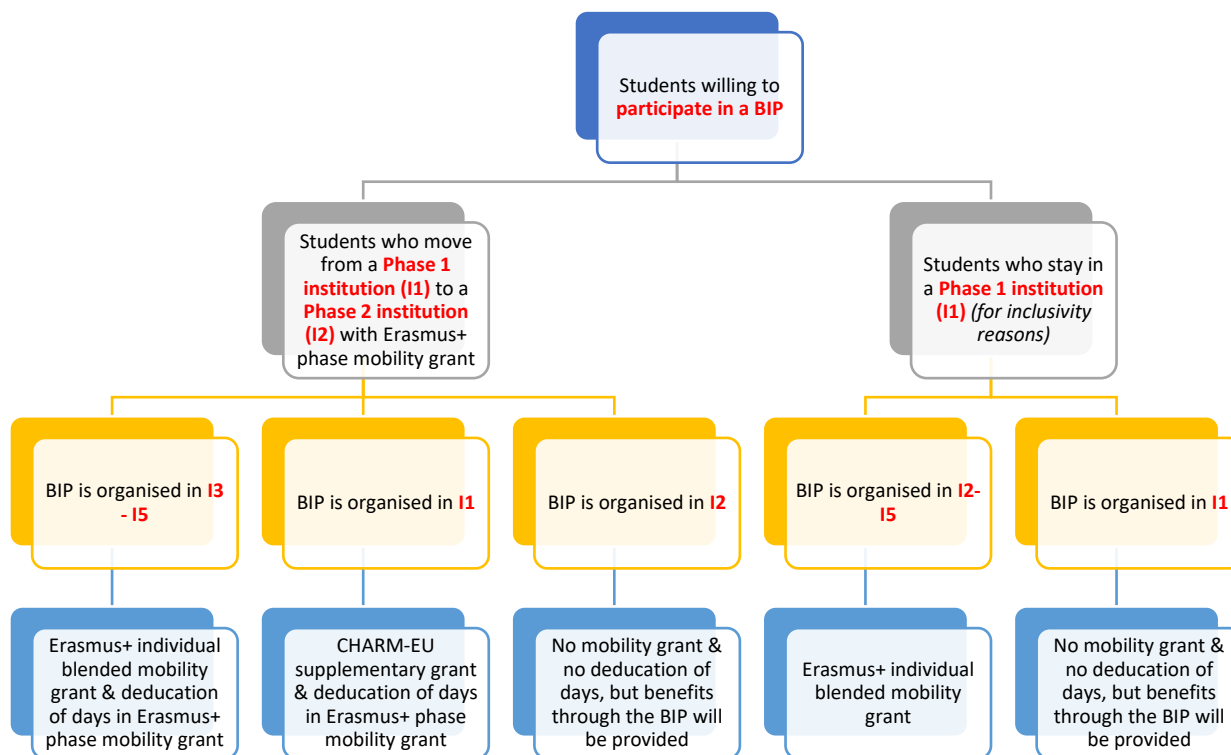 Students willing to
participate in a BIP
Students who move
from a Phase 1
institution (I1) to a
Phase 2 institution
(I2) with Erasmus+
phase mobility grant
Students who stay in
a Phase 1 institution
(I1) (for inclusivity
reasons)
BIP is organised in I3
- I5
BIP is organised in I1
BIP is organised in I2
BIP is organised in I2-
I5
BIP is organised in I1
Erasmus+ individual
blended mobility
grant & deducation
of days in Erasmus+
phase mobility grant
CHARM-EU
supplementary grant
& deducation of days
in Erasmus+ phase
mobility grant
No mobility grant &
no deducation of
days, but benefits
through the BIP will
be provided
Erasmus+ individual
blended mobility
grant
No mobility grant &
no deducation of
days, but benefits
through the BIP will
be provided